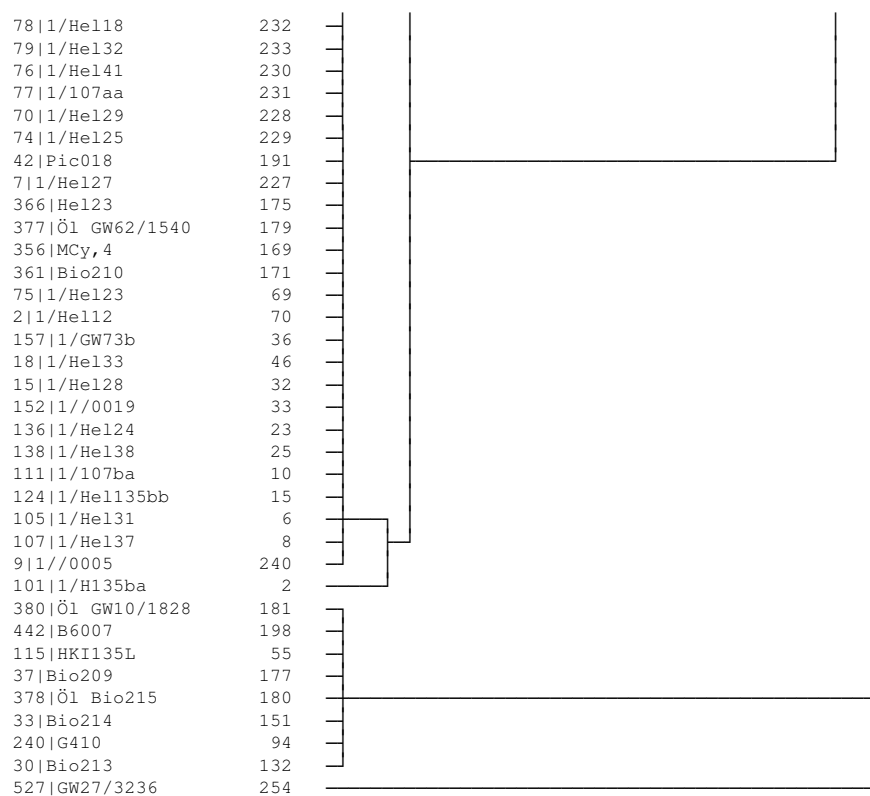 78|1/Hel18 232
79|1/Hel32 233
76|1/Hel41 230
77|1/107aa 231
70|1/Hel29 228
74|1/Hel25 229
42|Pic018 191
7|1/Hel27 227
366|Hel23 175
377|Öl GW62/1540 179
356|MCy,4 169
361|Bio210 171
75|1/Hel23 69
2|1/Hel12 70
157|1/GW73b 36
18|1/Hel33 46
15|1/Hel28 32
152|1//0019 33
136|1/Hel24 23
138|1/Hel38 25
111|1/107ba 10
124|1/Hel135bb 15
105|1/Hel31 6
107|1/Hel37 8
9|1//0005 240
101|1/H135ba 2
380|Öl GW10/1828 181
442|B6007 198
115|HKI135L 55
37|Bio209 177
378|Öl Bio215 180
33|Bio214 151
240|G410 94
30|Bio213 132
527|GW27/3236 254